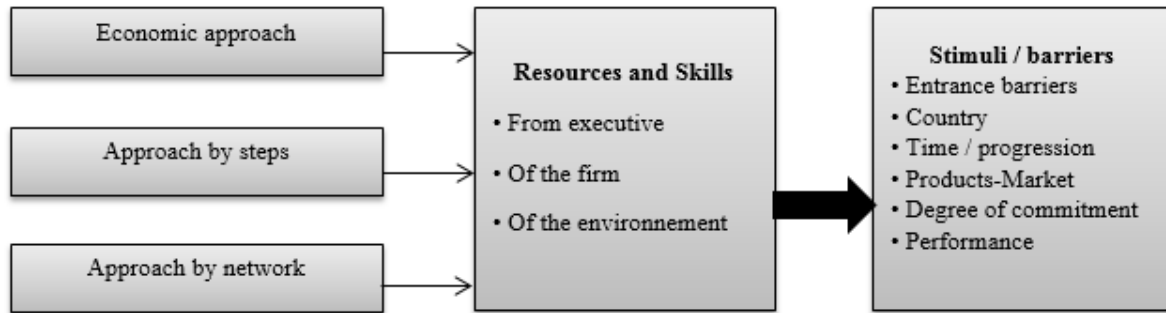 Economic approach
Approach by steps
Approach by network
Resources and Skills
• From executive
• Of the firm
• Of the environnement
Stimuli / barriers
• Entrance barriers
• Country
• Time / progression
• Products-Market
• Degree of commitment
• Performance